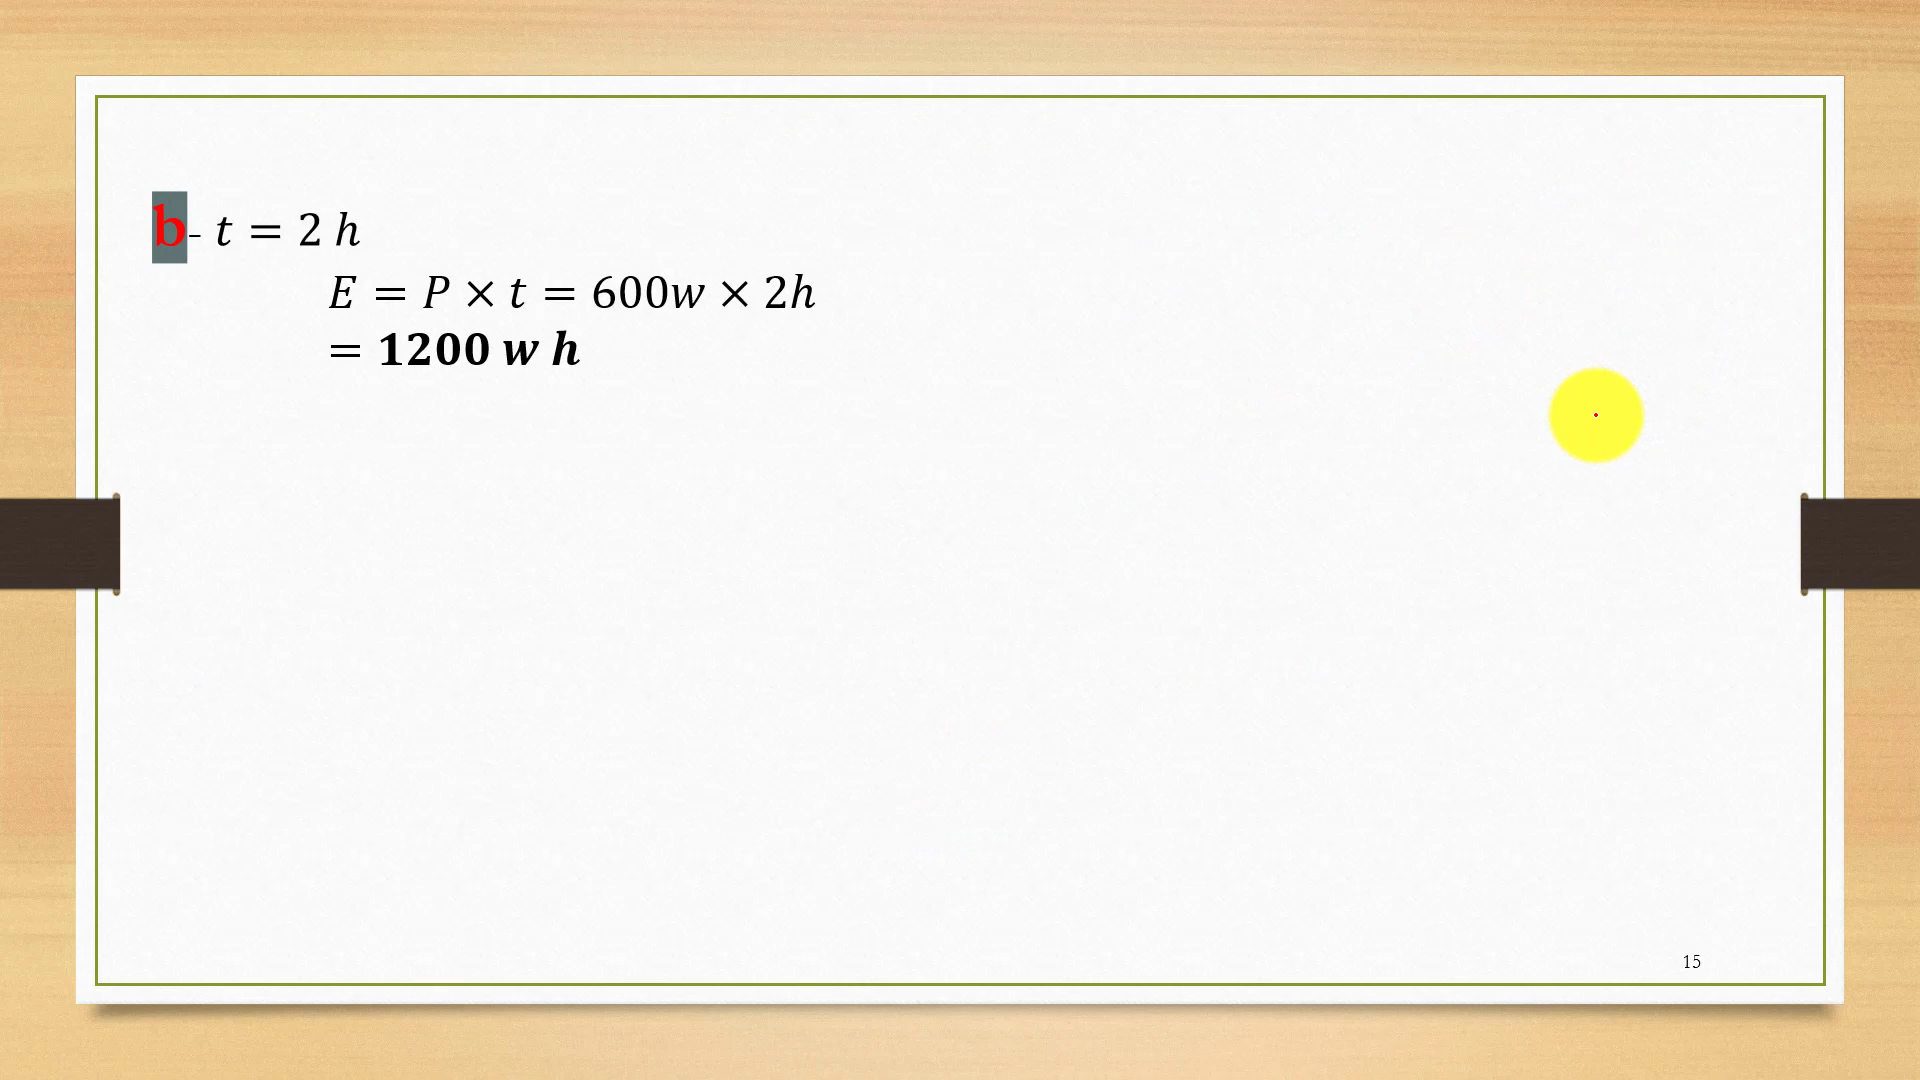 b- 𝑡 = 2 ℎ
𝐸 = 𝑃 × 𝑡 = 600𝑤 × 2ℎ
= 𝟏𝟐𝟎𝟎 𝒘 𝒉
15